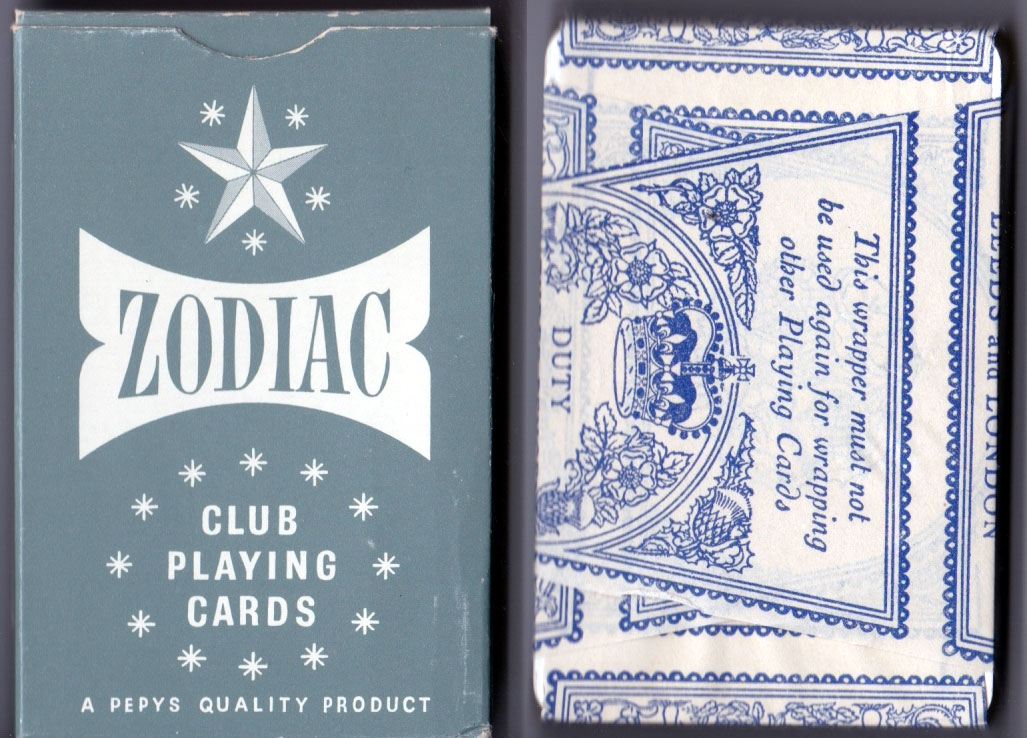 ZODIAC
CLUB
PLAYING
CARDS
A PEPYS QUALITY PRODUCT
This wrapper must not
be used again for wrapping
other Playing Cards
DUTY
LEEDS and LONDON